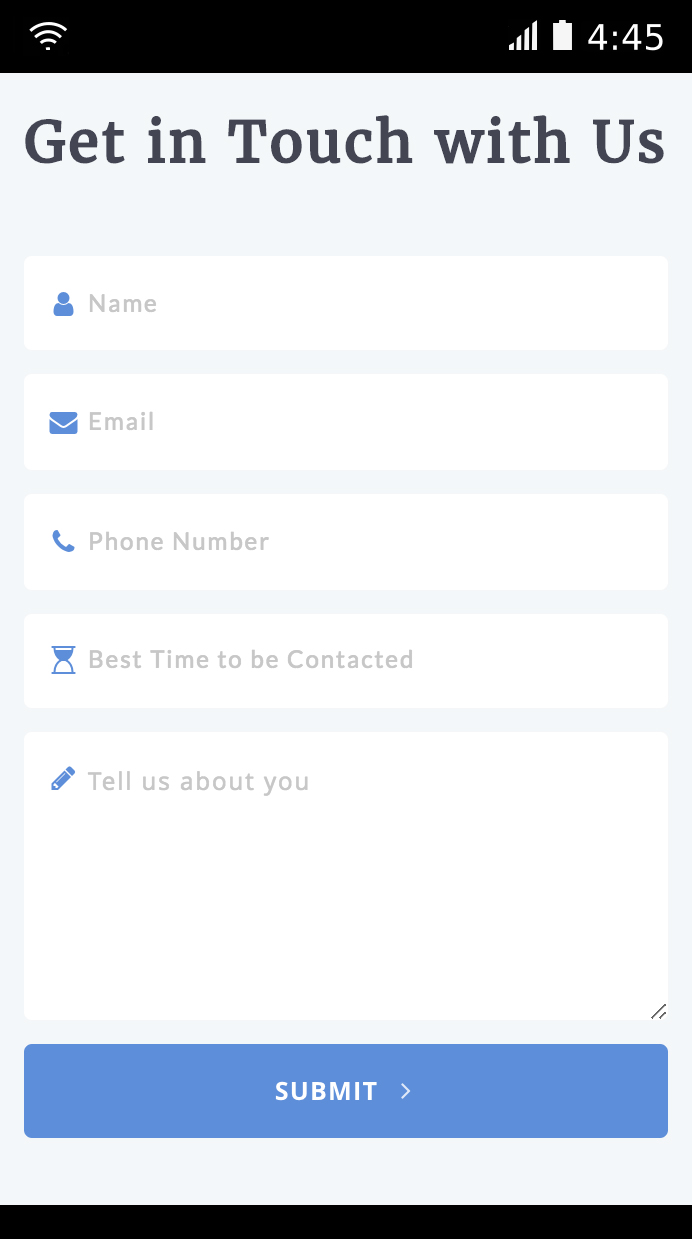 4:45
Get in Touch with Us
Name
Email
Phone Number
Best Time to be Contacted
Tell us about you
SUBMIT